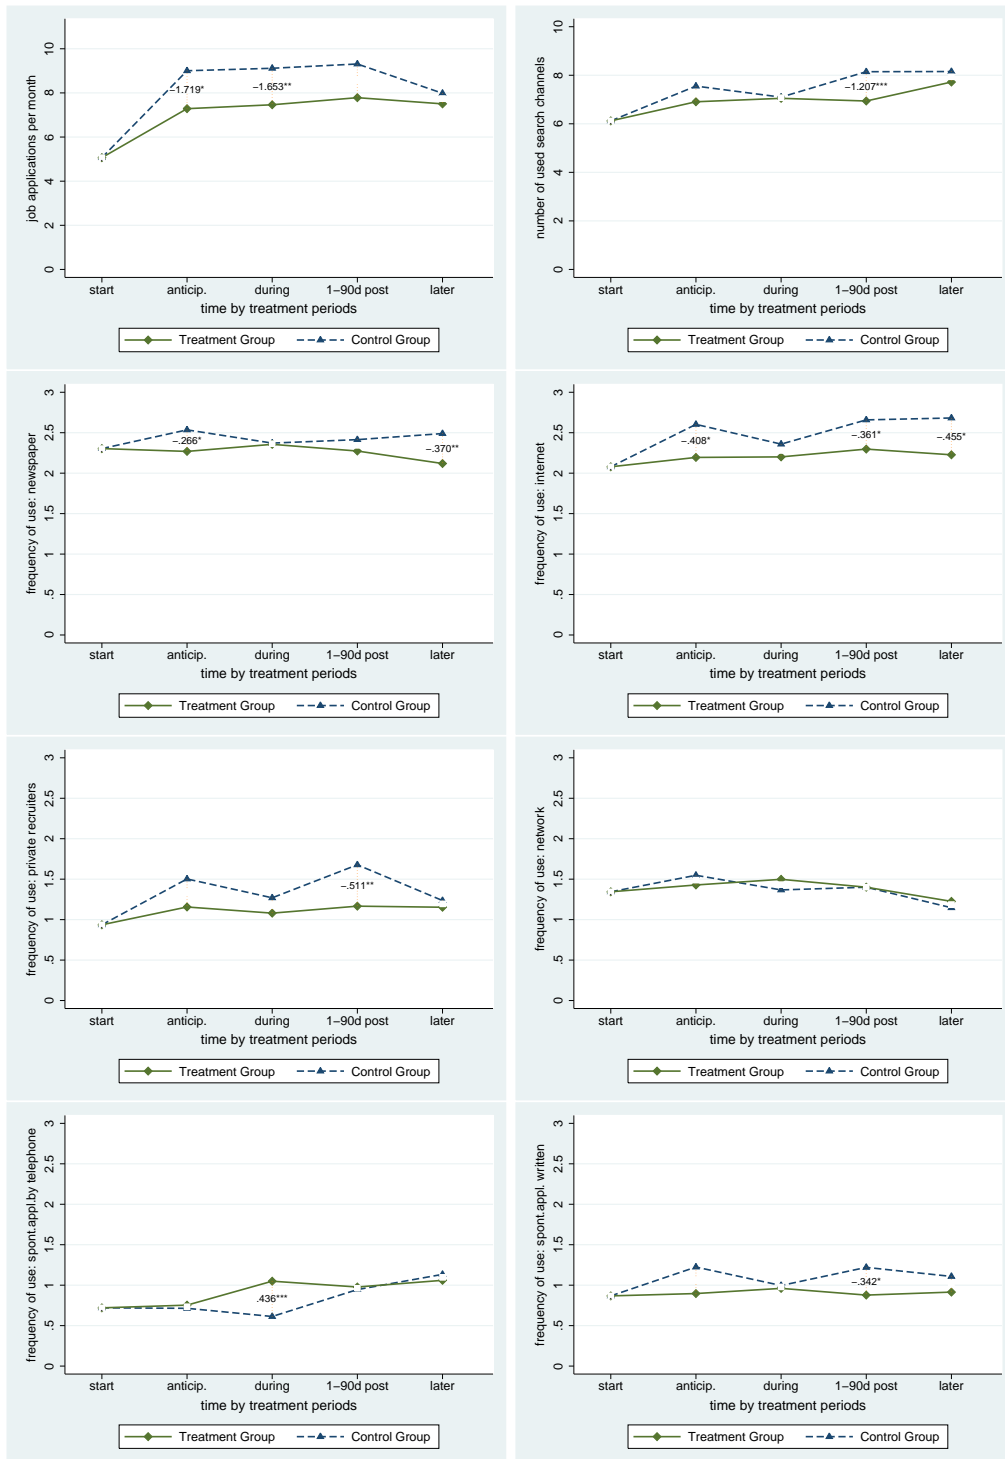 job applications per month
0
2
4
6
8
10
−1.719*
−1.653**
start anticip. during 1−90d post later
time by treatment periods
Treatment Group Control Group
number of used search channels
0
2
4
6
8
10
−1.207***
start anticip. during 1−90d post later
time by treatment periods
Treatment Group Control Group
frequency of use: newspaper
0
.5
1
1.5
2
2.5
3
−.266*
−.370**
start anticip. during 1−90d post later
time by treatment periods
Treatment Group Control Group
frequency of use: internet
0
.5
1
1.5
2
2.5
3
−.408*
−.361*
−.455*
start anticip. during 1−90d post later
time by treatment periods
Treatment Group Control Group
frequency of use: private recruiters
0
.5
1
1.5
2
2.5
3
−.511**
start anticip. during 1−90d post later
time by treatment periods
Treatment Group Control Group
frequency of use: network
0
.5
1
1.5
2
2.5
3
start anticip. during 1−90d post later
time by treatment periods
Treatment Group Control Group
frequency of use: spont.appl.by telephone
0
.5
1
1.5
2
2.5
3
.436***
start anticip. during 1−90d post later
time by treatment periods
Treatment Group Control Group
frequency of use: spont.appl. written
0
.5
1
1.5
2
2.5
3
−.342*
start anticip. during 1−90d post later
time by treatment periods
Treatment Group Control Group